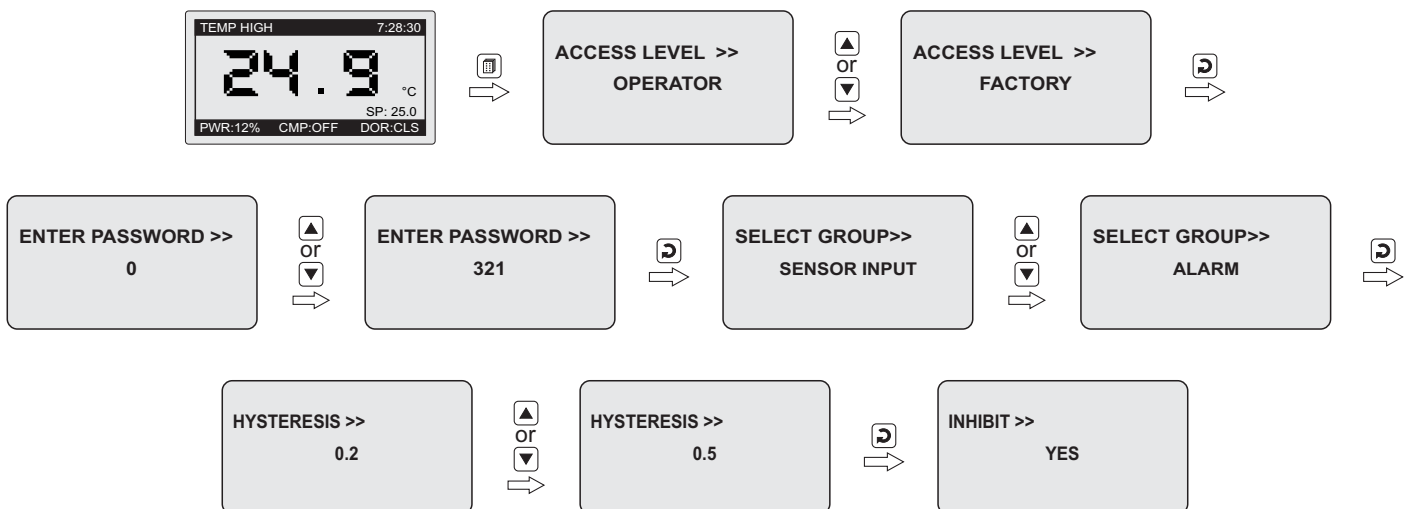 TEMP HIGH 7:28:30
24.9
°C
SP: 25.0
PWR:12% CMP:OFF DOR:CLS
ACCESS LEVEL >>
OPERATOR
or
ACCESS LEVEL >>
FACTORY
ENTER PASSWORD >>
0
or
ENTER PASSWORD >>
321
SELECT GROUP>>
SENSOR INPUT
or
SELECT GROUP>>
ALARM
HYSTERESIS >>
0.2
or
HYSTERESIS >>
0.5
INHIBIT >>
YES